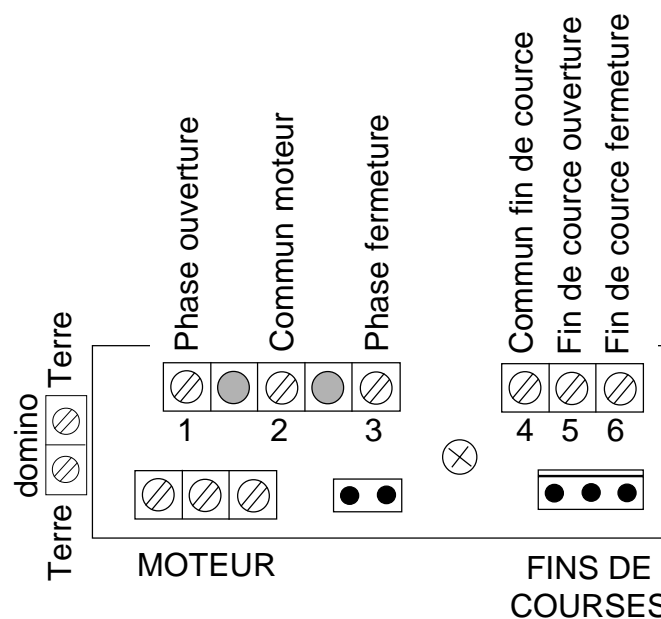 Phase ouverture
Commun moteur
Phase fermeture
Commun fin de cource
Fin de cource ouverture
Fin de cource fermeture
Terre
domino
Terre
1
2
3
4
5
6
MOTEUR
FINS DE
COURSES